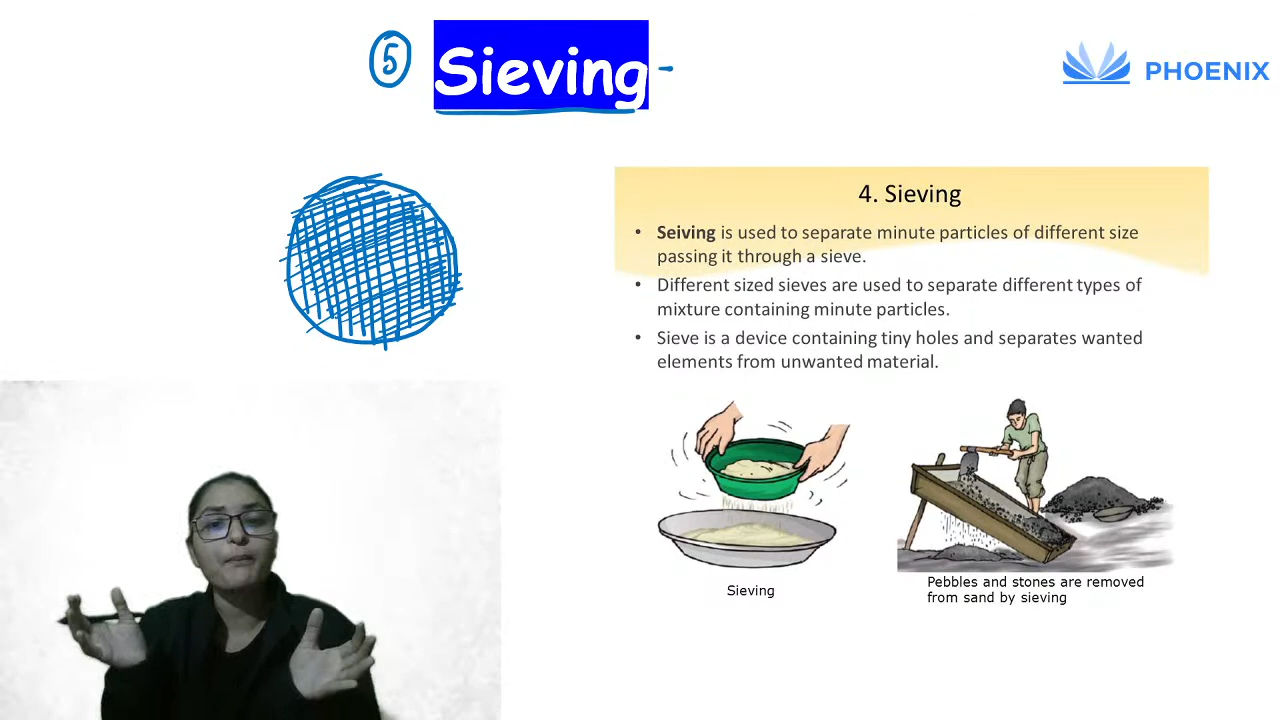 5 Sieving -
PHOENIX
4. Sieving
• Seiving is used to separate minute particles of different size
passing it through a sieve.
• Different sized sieves are used to separate different types of
mixture containing minute particles.
• Sieve is a device containing tiny holes and separates wanted
elements from unwanted material.
Sieving
Pebbles and stones are removed
from sand by sieving